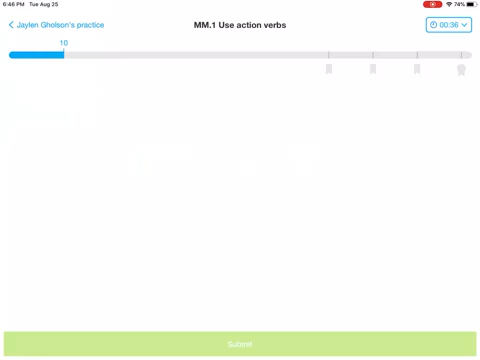 6:46 PM Tue Aug 25
74%
Jaylen Gholson's practice
MM.1 Use action verbs
00:36
10
Submit